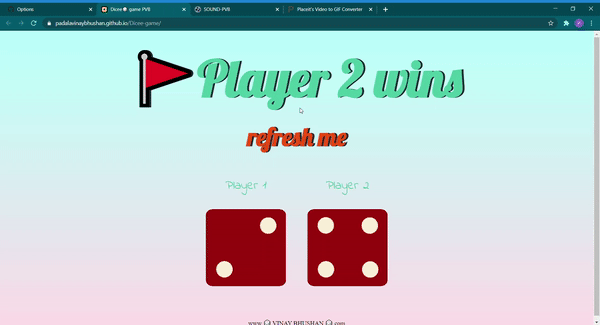 Options
Dicee game PVB
SOUND-PVB
Placeit's Video to GIF Converter
padalavinaybhushan.github.io/Dicee-game/
Player 2 wins
refresh me
Player 1
Player 2
www. VINAY BHUSHAN .com